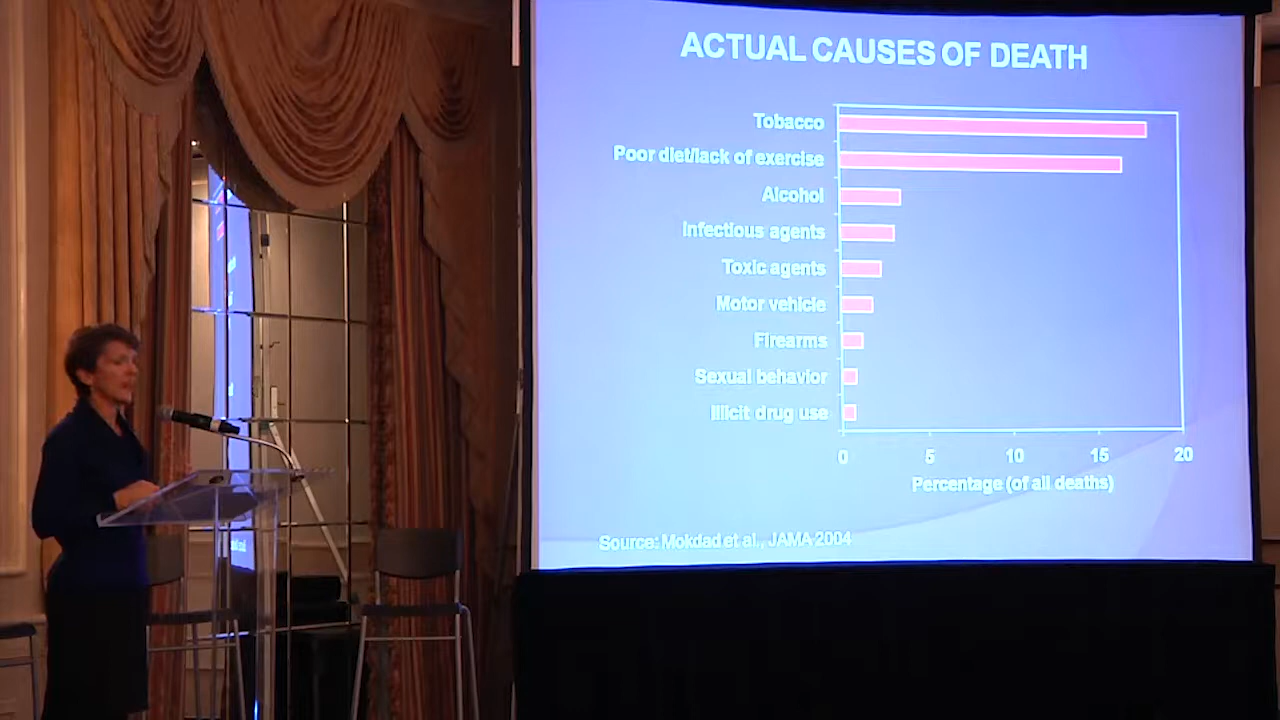 ACTUAL CAUSES OF DEATH
Tobacco
Poor diet/lack of exercise
Alcohol
Infectious agents
Toxic agents
Motor vehicle
Firearms
Sexual behavior
Illicit drug use
0 5 10 15 20
Percentage (of all deaths)
Source: Mokdad et al., JAMA 2004